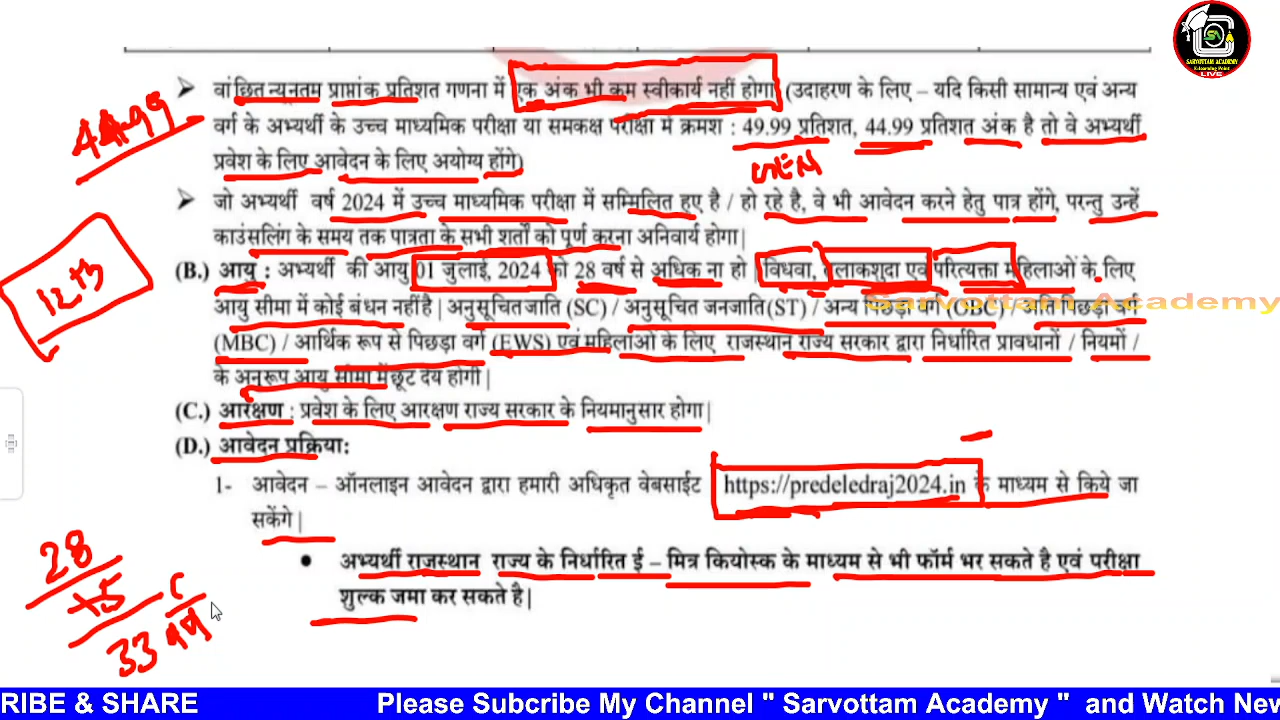 SARVOTTAM ACADEMY
E-learning Point
LIVE
➤ वांछित न्यूनतम प्राप्तांक प्रतिशत गणना में एक अंक भी कम स्वीकार्य नहीं होगा (उदाहरण के लिए – यदि किसी सामान्य एवं अन्य
वर्ग के अभ्यर्थी के उच्च माध्यमिक परीक्षा या समकक्ष परीक्षा में क्रमश : 49.99 प्रतिशत, 44.99 प्रतिशत अंक है तो वे अभ्यर्थी
प्रवेश के लिए आवेदन के लिए अयोग्य होंगे)
44.99
➤ जो अभ्यर्थी वर्ष 2024 में उच्च माध्यमिक परीक्षा में सम्मिलित हुए है / हो रहे है, वे भी आवेदन करने हेतु पात्र होंगे, परन्तु उन्हें
काउंसलिंग के समय तक पात्रता के सभी शर्तो को पूर्ण करना अनिवार्य होगा|
(B.) आयु : अभ्यर्थी की आयु 01 जुलाई, 2024 को 28 वर्ष से अधिक ना हो | विधवा, तलाकशुदा एवं परित्यक्ता महिलाओं के लिए
आयु सीमा में कोई बंधन नहीं है | अनुसूचित जाति (SC) / अनुसूचित जनजाति (ST) / अन्य पिछड़ा वर्ग (OBC) / अति पिछड़ा वर्ग
Sarvottam Academy
(MBC) / आर्थिक रूप से पिछड़ा वर्ग (EWS) एवं महिलाओं के लिए राजस्थान राज्य सरकार द्वारा निर्धारित प्रावधानों / नियमों /
के अनुरूप आयु सीमा में छूट देय होगी |
(C.) आरक्षण : प्रवेश के लिए आरक्षण राज्य सरकार के नियमानुसार होगा |
(D.) आवेदन प्रक्रिया:
1- आवेदन – ऑनलाइन आवेदन द्वारा हमारी अधिकृत वेबसाईट https://predeledraj2024.in के माध्यम से किये जा
सकेंगे |
• अभ्यर्थी राजस्थान राज्य के निर्धारित ई – मित्र कियोस्क के माध्यम से भी फॉर्म भर सकते है एवं परीक्षा
शुल्क जमा कर सकते है |
28
+5
33
RIBE & SHARE Please Subcribe My Channel " Sarvottam Academy " and Watch New